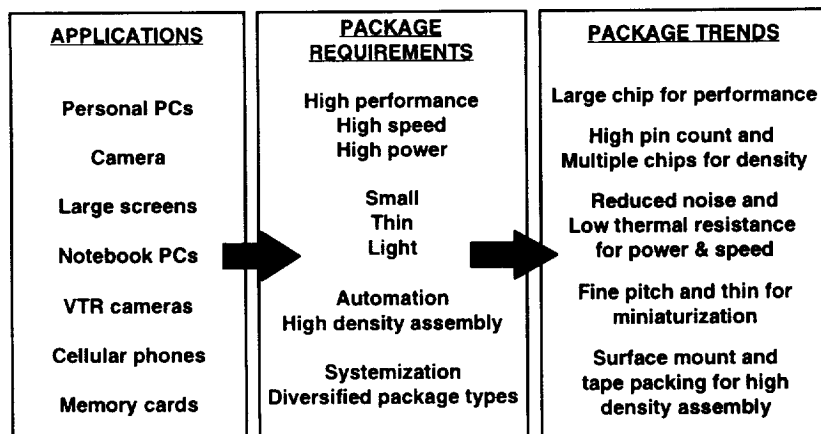 APPLICATIONS
Personal PCs
Camera
Large screens
Notebook PCs
VTR cameras
Cellular phones
Memory cards
PACKAGE
REQUIREMENTS
High performance
High speed
High power
Small
Thin
Light
Automation
High density assembly
Systemization
Diversified package types
PACKAGE TRENDS
Large chip for performance
High pin count and
Multiple chips for density
Reduced noise and
Low thermal resistance
for power & speed
Fine pitch and thin for
miniaturization
Surface mount and
tape packing for high
density assembly